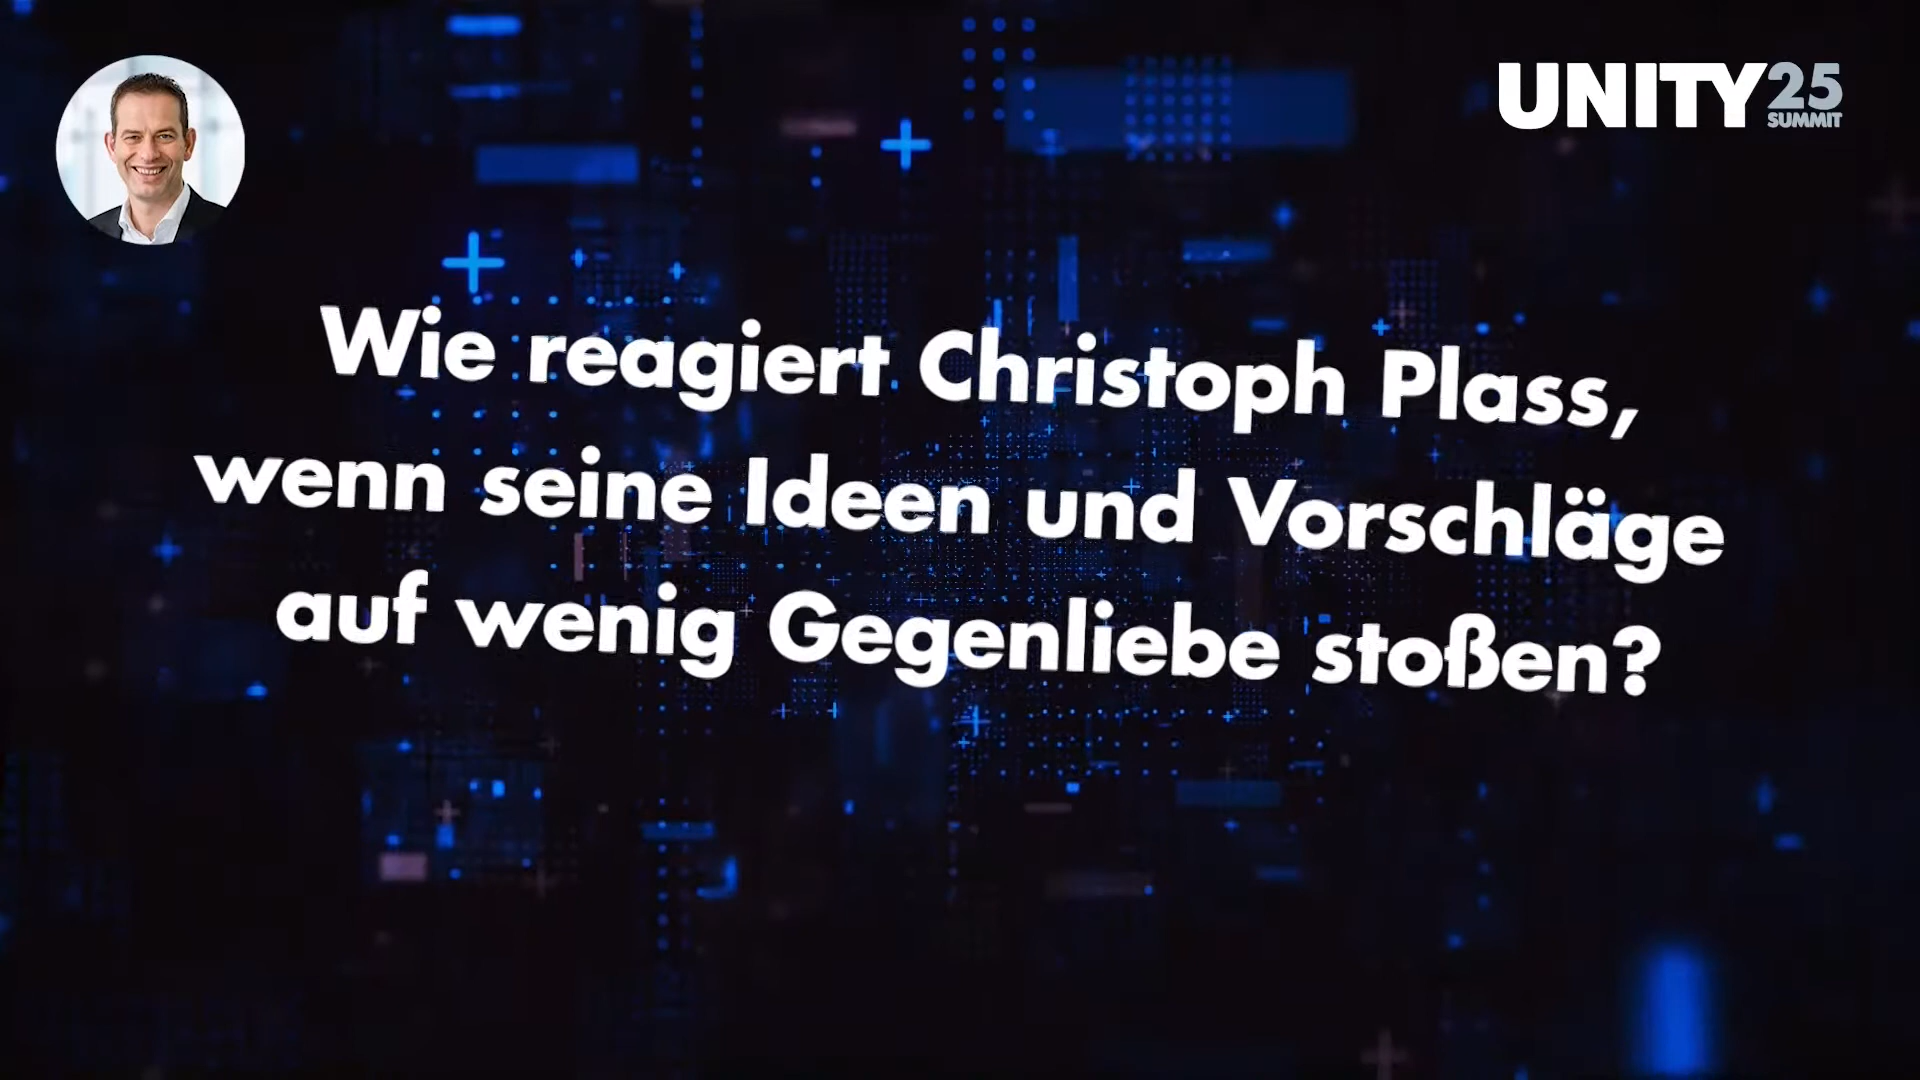 UNITY25
SUMMIT
Wie reagiert Christoph Plass,
wenn seine Ideen und Vorschläge
auf wenig Gegenliebe stoßen?